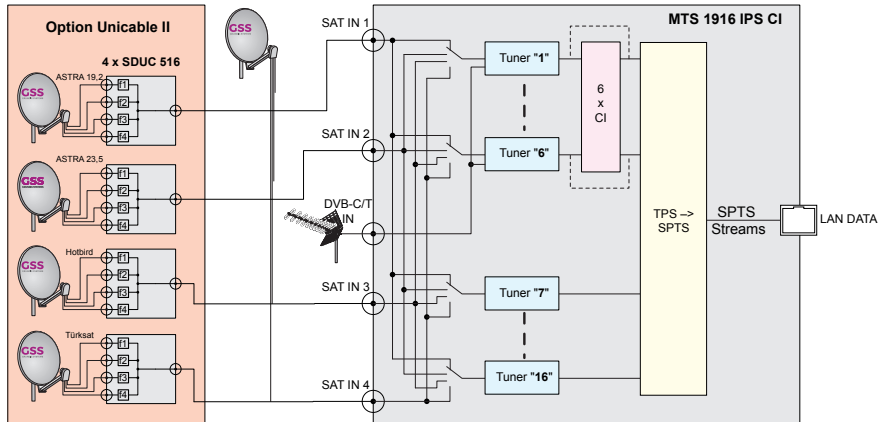 Option Unicable II
4 x SDUC 516
ASTRA 19,2
GSS
f1
f2
f3
f4
ASTRA 23,5
GSS
f1
f2
f3
f4
Hotbird
GSS
f1
f2
f3
f4
Türksat
GSS
f1
f2
f3
f4
GSS
SAT IN 1
SAT IN 2
DVB-C/T
IN
SAT IN 3
SAT IN 4
MTS 1916 IPS CI
Tuner "1"
Tuner "6"
Tuner "7"
Tuner "16"
6
x
CI
TPS –>
SPTS
SPTS
Streams
LAN DATA